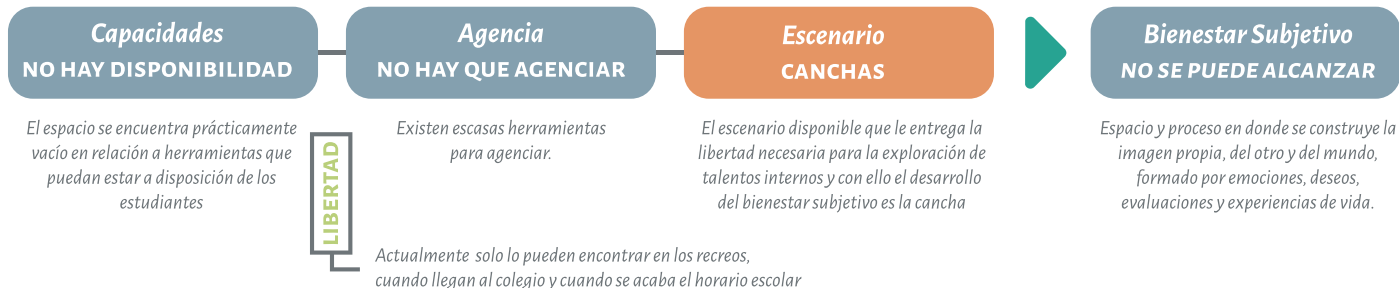 Capacidades
NO HAY DISPONIBILIDAD
El espacio se encuentra prácticamente
vacío en relación a herramientas que
puedan estar a disposición de los
estudiantes
LIBERTAD
Agencia
NO HAY QUE AGENCIAR
Existen escasas herramientas
para agenciar.
Actualmente solo lo pueden encontrar en los recreos,
cuando llegan al colegio y cuando se acaba el horario escolar
Escenario
CANCHAS
El escenario disponible que le entrega la
libertad necesaria para la exploración de
talentos internos y con ello el desarrollo
del bienestar subjetivo es la cancha
Bienestar Subjetivo
NO SE PUEDE ALCANZAR
Espacio y proceso en donde se construye la
imagen propia, del otro y del mundo,
formado por emociones, deseos,
evaluaciones y experiencias de vida.